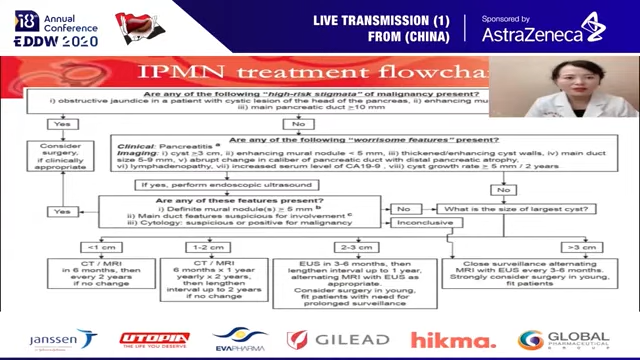 i8
Annual
Conference
EDDW 2020
LIVE TRANSMISSION (1)
FROM (CHINA)
Sponsored by
AstraZeneca
IPMN treatment flowcha
Are any of the following "high-risk stigmata" of malignancy present?
i) obstructive jaundice in a patient with cystic lesion of the head of the pancreas, ii) enhancing mu
iii) main pancreatic duct ≥10 mm
Yes
No
Consider
surgery,
if clinically
appropriate
Are any of the following "worrisome features" present?
Clinical: Pancreatitis a
Imaging: i) cyst ≥3 cm, ii) enhancing mural nodule < 5 mm, iii) thickened/enhancing cyst walls, iv) main duct
size 5-9 mm, v) abrupt change in caliber of pancreatic duct with distal pancreatic atrophy,
vi) lymphadenopathy, vii) increased serum level of CA19-9, viii) cyst growth rate ≥ 5 mm / 2 years
If yes, perform endoscopic ultrasound
No
Yes
Are any of these features present?
i) Definite mural nodule(s) ≥ 5 mm b
ii) Main duct features suspicious for involvement c
iii) Cytology: suspicious or positive for malignancy
No
What is the size of largest cyst?
Inconclusive
<1 cm
1-2 cm
2-3 cm
>3 cm
CT / MRI
in 6 months, then
every 2 years
if no change
CT / MRI
6 months x 1 year
yearly x 2 years,
then lengthen
interval up to 2 years
if no change
EUS in 3-6 months, then
lengthen interval up to 1 year,
alternating MRI with EUS as
appropriate.
Consider surgery in young,
fit patients with need for
prolonged surveillance
Close surveillance alternating
MRI with EUS every 3-6 months.
Strongly consider surgery in young,
fit patients
janssen
UTOPIA
THE LIFE YOU DESERVE
EVAPHARMA
GILEAD
hikma.
GLOBAL
PHARMACEUTICAL
GROUP